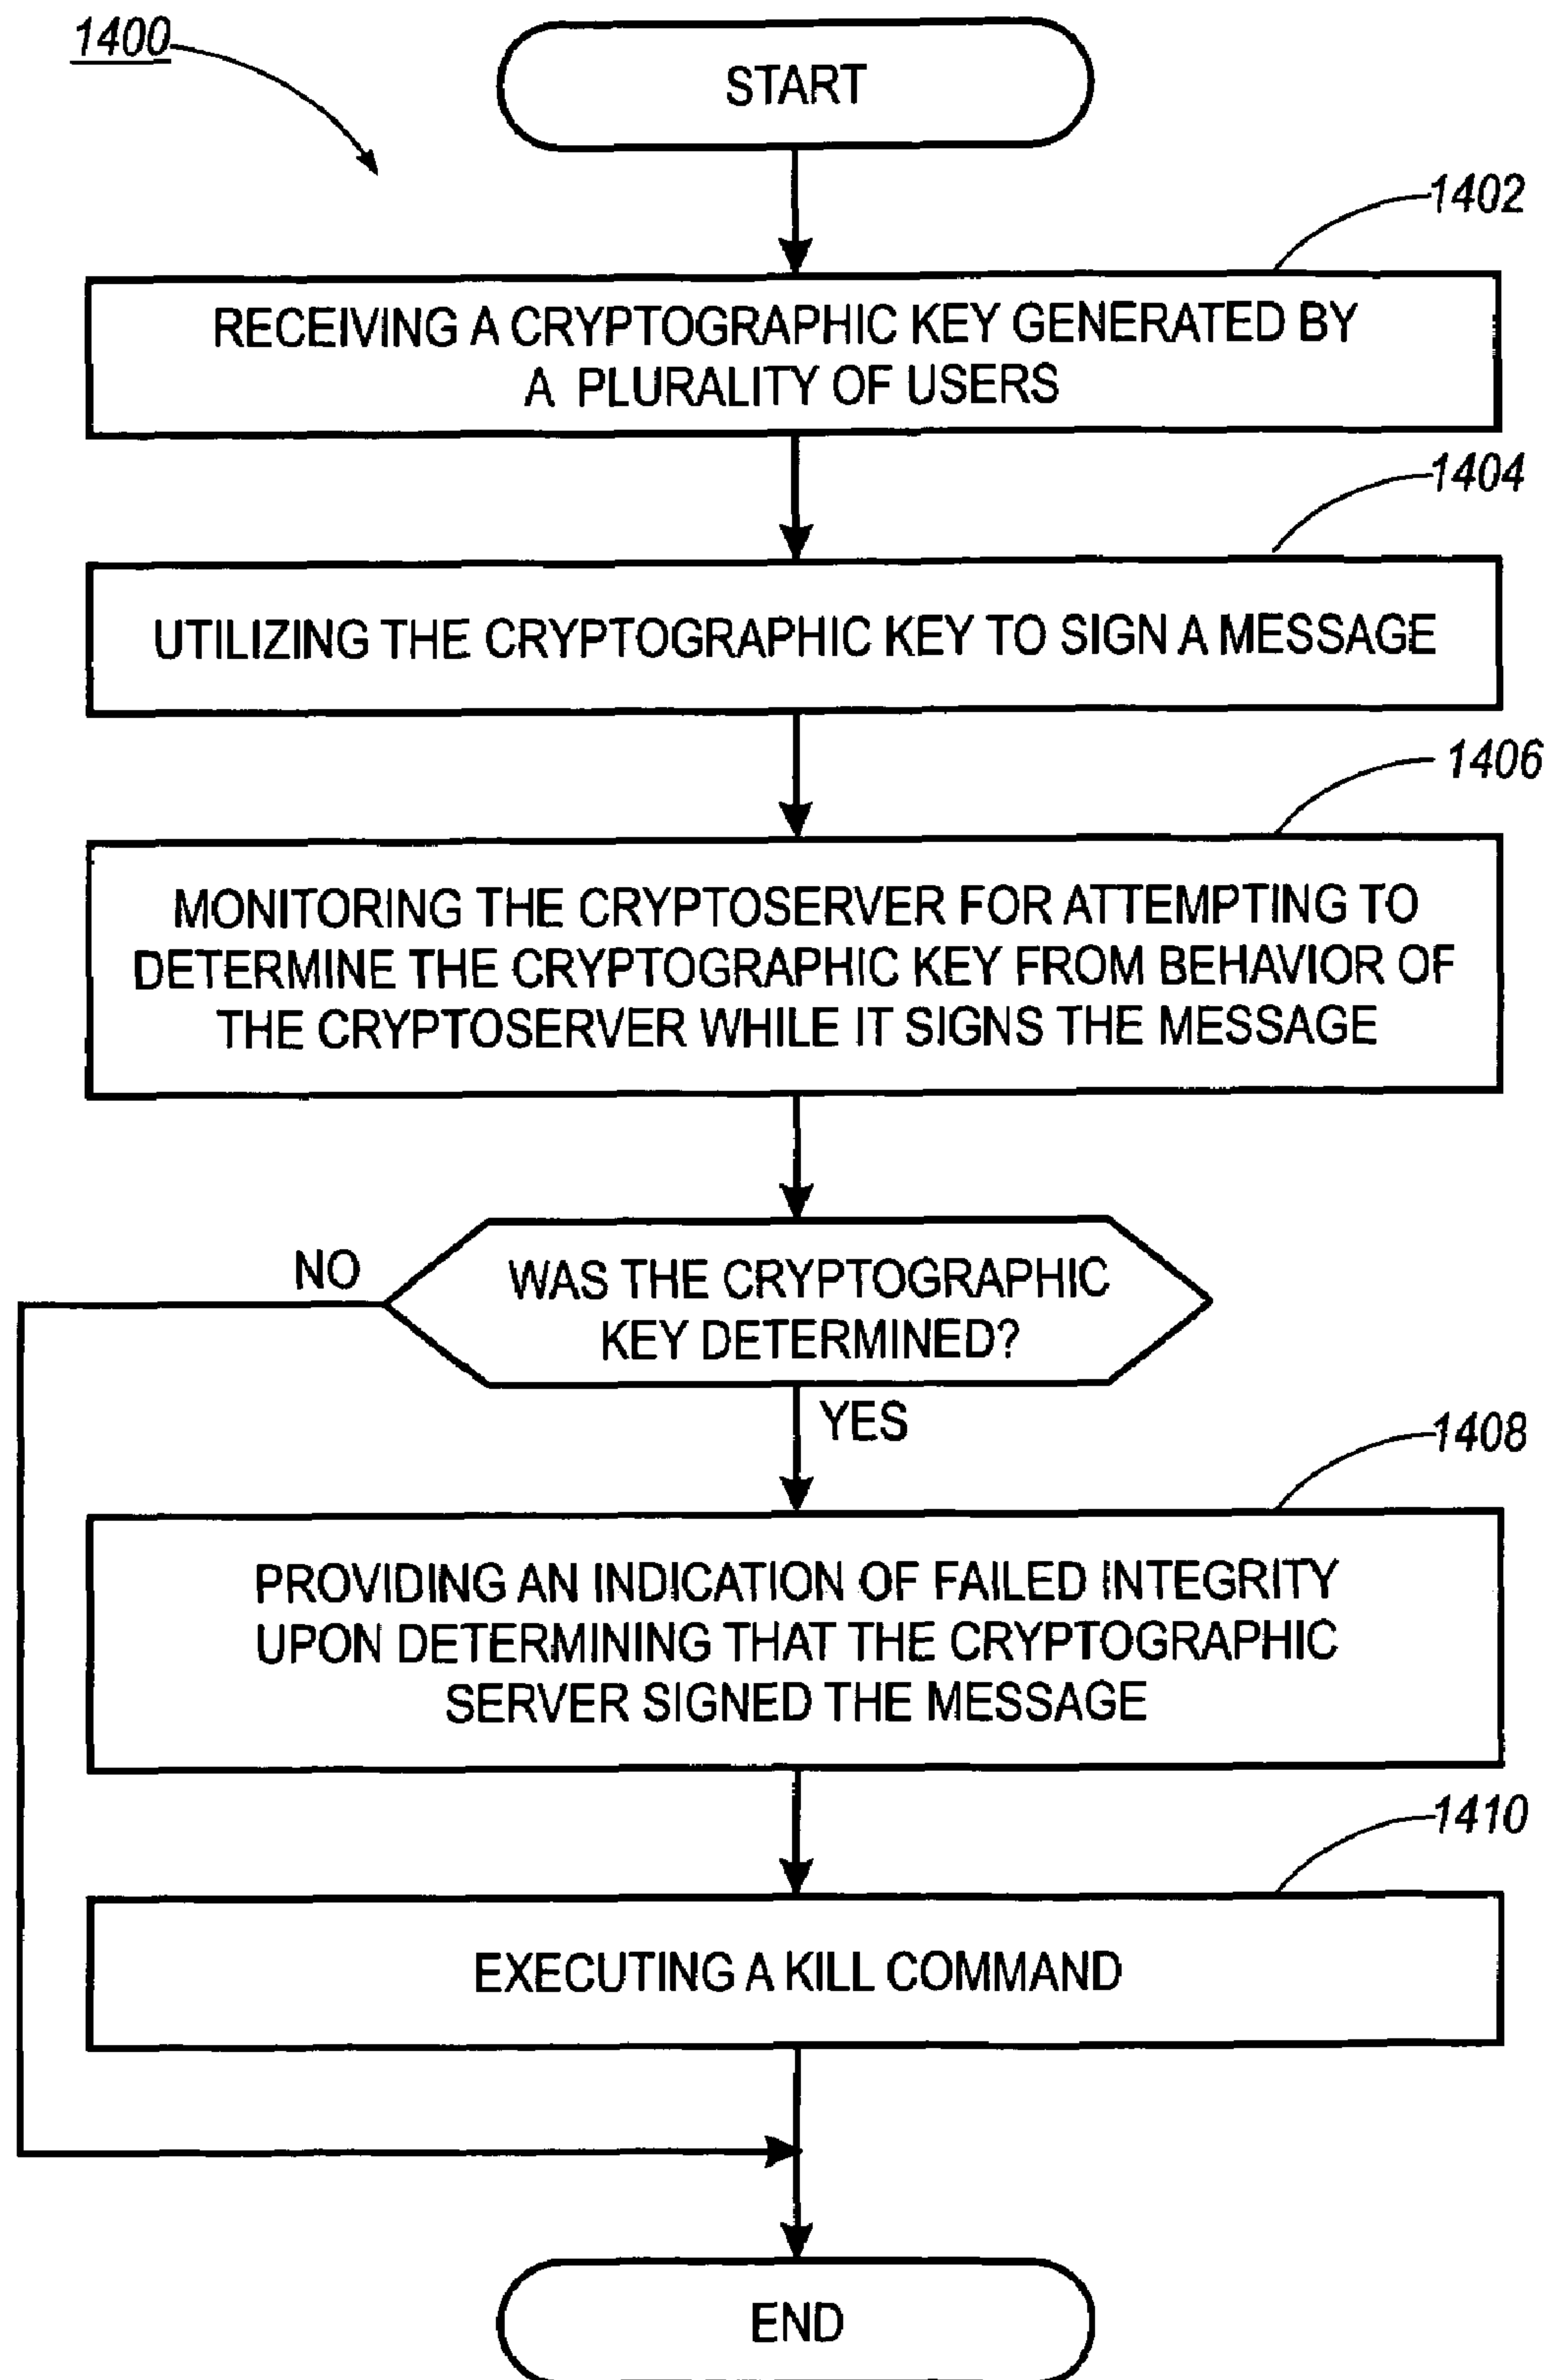 1400
START
1402
RECEIVING A CRYPTOGRAPHIC KEY GENERATED BY
A PLURALITY OF USERS
1404
UTILIZING THE CRYPTOGRAPHIC KEY TO SIGN A MESSAGE
1406
MONITORING THE CRYPTOSERVER FOR ATTEMPTING TO
DETERMINE THE CRYPTOGRAPHIC KEY FROM BEHAVIOR OF
THE CRYPTOSERVER WHILE IT SIGNS THE MESSAGE
NO
WAS THE CRYPTOGRAPHIC
KEY DETERMINED?
YES
1408
PROVIDING AN INDICATION OF FAILED INTEGRITY
UPON DETERMINING THAT THE CRYPTOGRAPHIC
SERVER SIGNED THE MESSAGE
1410
EXECUTING A KILL COMMAND
END